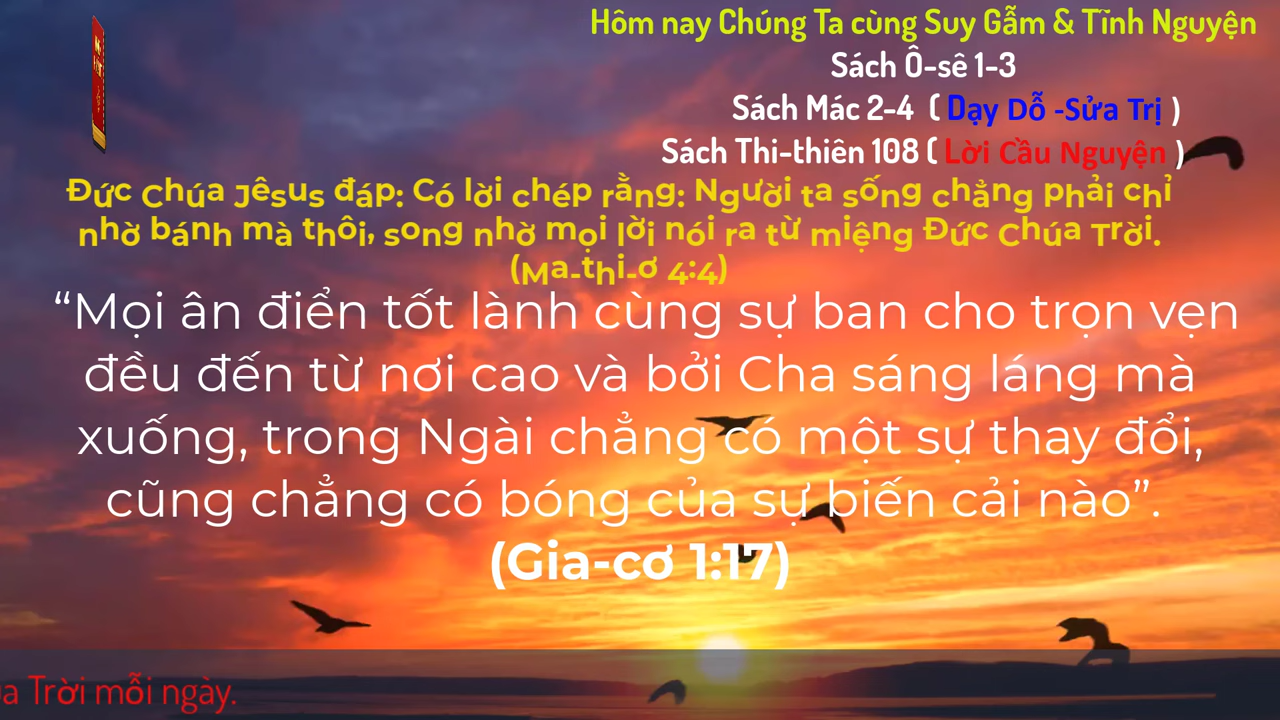 Hôm nay Chúng Ta cùng Suy Gẫm & Tĩnh Nguyện
Sách Ô-sê 1-3
Sách Mác 2-4 ( Dạy Dỗ -Sửa Trị )
Sách Thi-thiên 108 ( Lời Cầu Nguyện )
Đức Chúa Jêsus đáp: Có lời chép rằng: Người ta sống chẳng phải chỉ
nhờ bánh mà thôi, song nhờ mọi lời nói ra từ miệng Đức Chúa Trời.
(Ma-thi-ơ 4:4)
“Mọi ân điển tốt lành cùng sự ban cho trọn vẹn
đều đến từ nơi cao và bởi Cha sáng láng mà
xuống, trong Ngài chẳng có một sự thay đổi,
cũng chẳng có bóng của sự biến cải nào”.
(Gia-cơ 1:17)
Trời mỗi ngày.